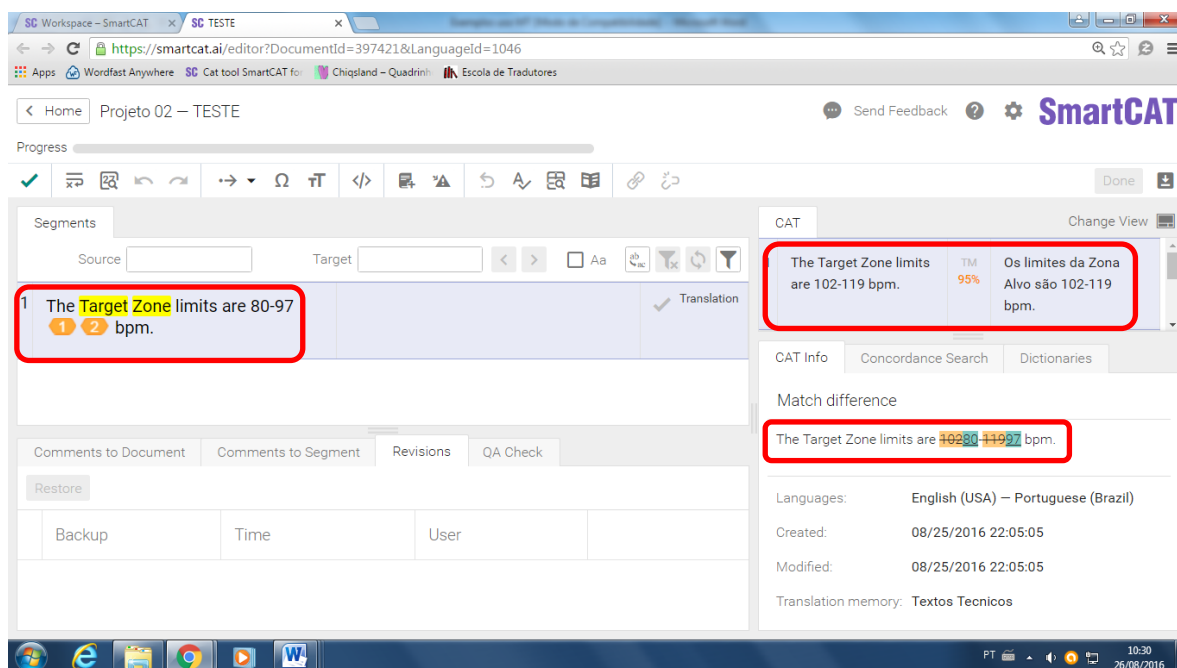 SC Workspace – SmartCAT
SC TESTE
https://smartcat.ai/editor?DocumentId=397421&LanguageId=1046
Apps Wordfast Anywhere SC Cat tool SmartCAT for Chiqsland – Quadrinh Escola de Tradutores
Home Projeto 02 — TESTE
Send Feedback
SmartCAT
Progress
Done
Segments
Source Target Aa
1 The Target Zone limits are 80-97
1 2 bpm.
Translation
Comments to Document Comments to Segment Revisions QA Check
Restore
Backup Time User
CAT Change View
The Target Zone limits
are 102-119 bpm.
TM
95%
Os limites da Zona
Alvo são 102-119
bpm.
CAT Info Concordance Search Dictionaries
Match difference
The Target Zone limits are 10280-11997 bpm.
Languages: English (USA) — Portuguese (Brazil)
Created: 08/25/2016 22:05:05
Modified: 08/25/2016 22:05:05
Translation memory: Textos Tecnicos
PT
10:30
26/08/2016